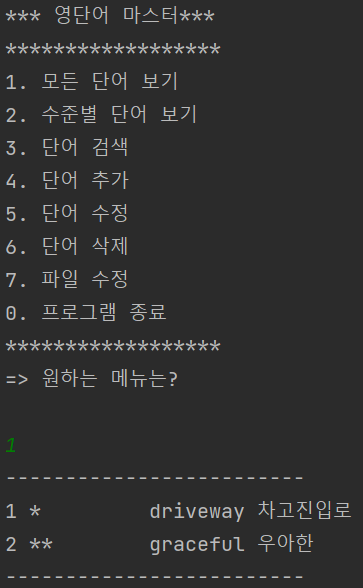 *** 영단어 마스터***
******************
1. 모든 단어 보기
2. 수준별 단어 보기
3. 단어 검색
4. 단어 추가
5. 단어 수정
6. 단어 삭제
7. 파일 수정
0. 프로그램 종료
******************
=> 원하는 메뉴는?
1
-------------------------
1 *         driveway 차고진입로
2 **        graceful 우아한
-------------------------